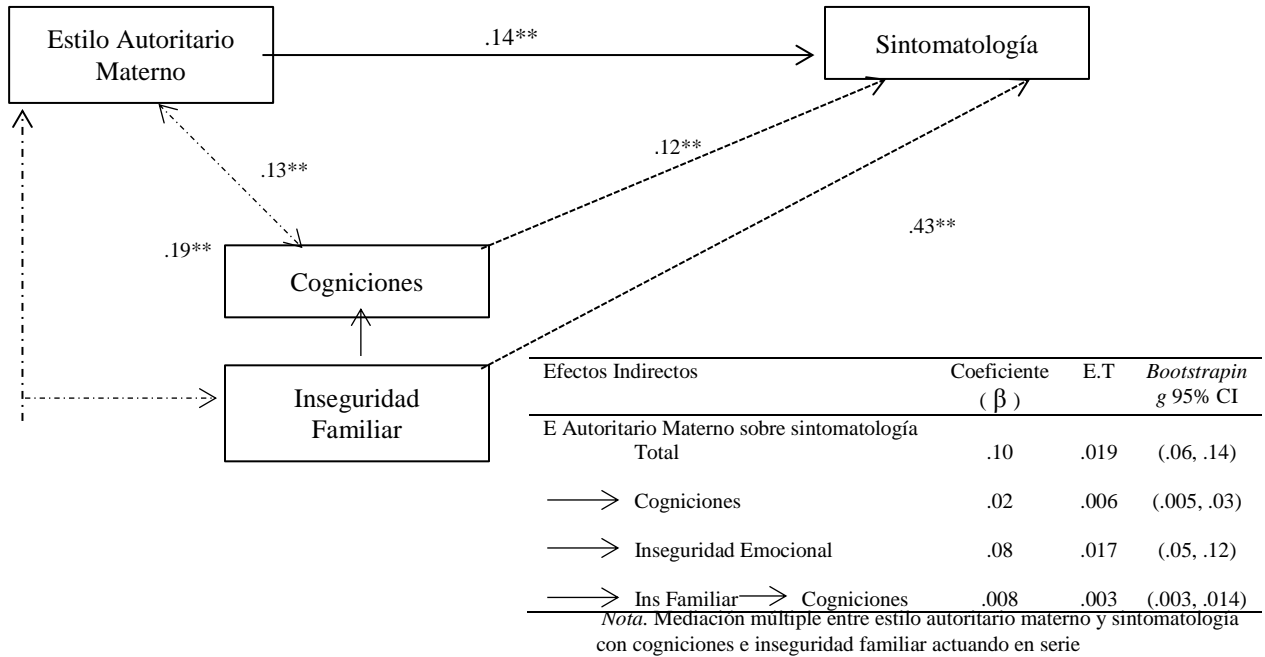 Estilo Autoritario
Materno
.14**
Sintomatología
.13**
.12**
.19**
.43**
Cogniciones
Inseguridad
Familiar
Efectos Indirectos Coeficiente E.T Bootstrapin
( β ) g 95% CI
E Autoritario Materno sobre sintomatología
Total .10 .019 (.06, .14)
Cogniciones .02 .006 (.005, .03)
Inseguridad Emocional .08 .017 (.05, .12)
Ins Familiar Cogniciones .008 .003 (.003, .014)
Nota. Mediación múltiple entre estilo autoritario materno y sintomatología
con cogniciones e inseguridad familiar actuando en serie